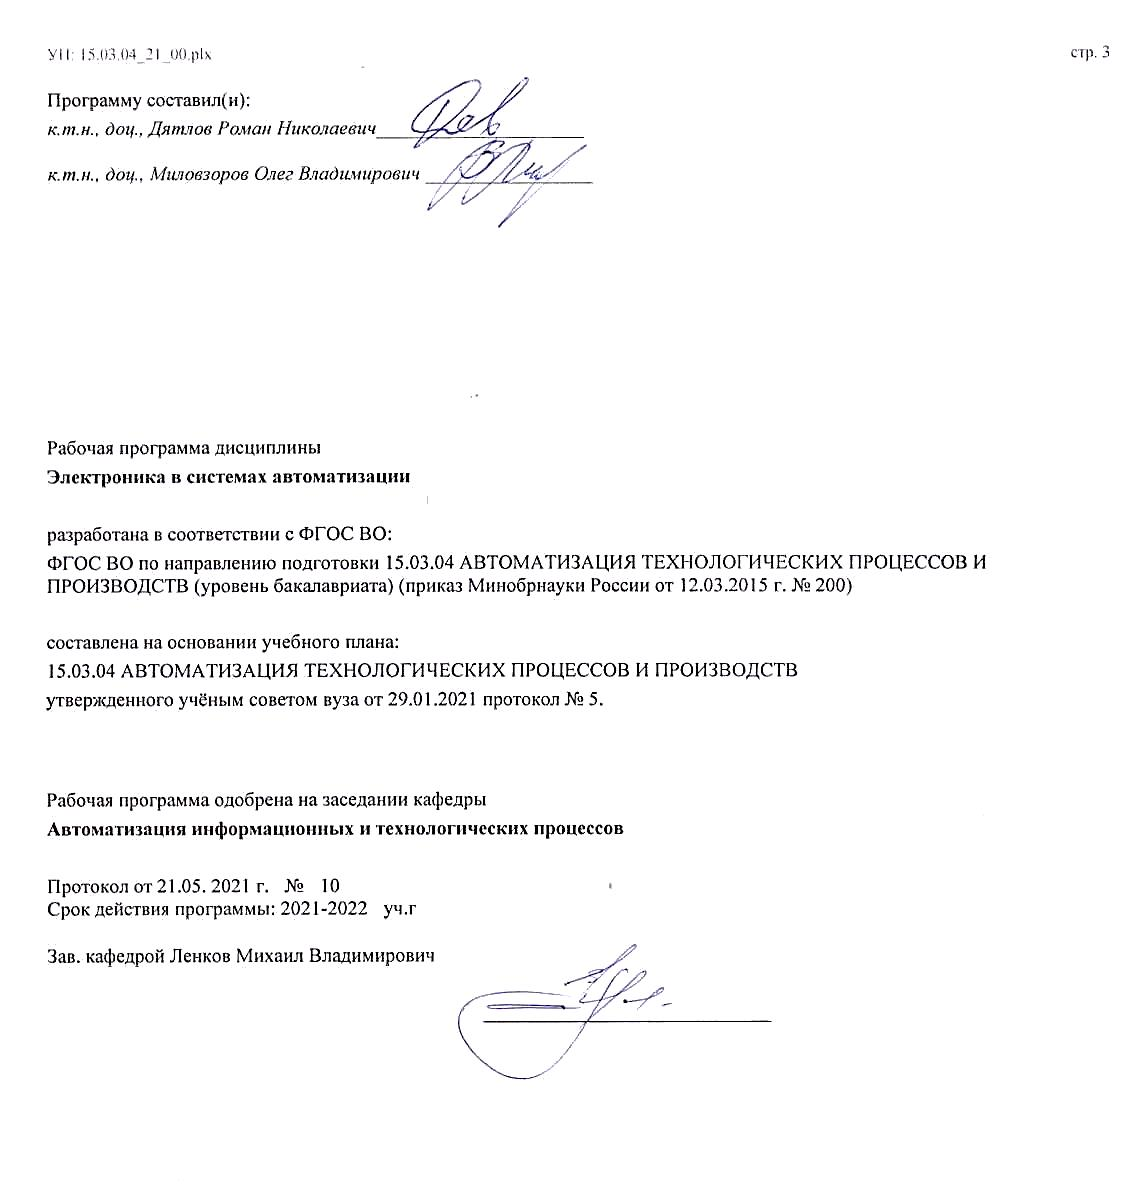 УП: 15.03.04_21_00.plx
стр. 3
Программу составил(и):
к.т.н., доц., Дятлов Роман Николаевич
к.т.н., доц., Миловзоров Олег Владимирович
Рабочая программа дисциплины
Электроника в системах автоматизации
разработана в соответствии с ФГОС ВО:
ФГОС ВО по направлению подготовки 15.03.04 АВТОМАТИЗАЦИЯ ТЕХНОЛОГИЧЕСКИХ ПРОЦЕССОВ И
ПРОИЗВОДСТВ (уровень бакалавриата) (приказ Минобрнауки России от 12.03.2015 г. № 200)
составлена на основании учебного плана:
15.03.04 АВТОМАТИЗАЦИЯ ТЕХНОЛОГИЧЕСКИХ ПРОЦЕССОВ И ПРОИЗВОДСТВ
утвержденного учёным советом вуза от 29.01.2021 протокол № 5.
Рабочая программа одобрена на заседании кафедры
Автоматизация информационных и технологических процессов
Протокол от 21.05. 2021 г. № 10
Срок действия программы: 2021-2022 уч.г
Зав. кафедрой Ленков Михаил Владимирович